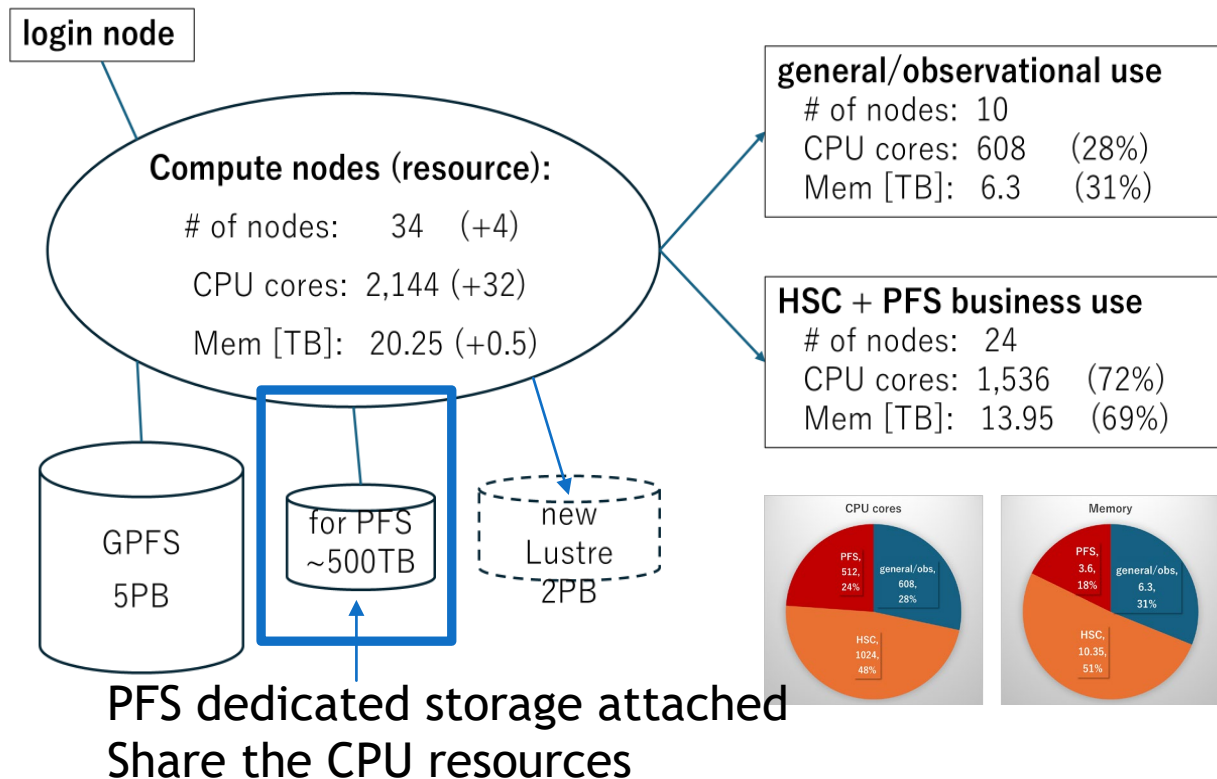 login node
Compute nodes (resource):
# of nodes: 34 (+4)
CPU cores: 2,144 (+32)
Mem [TB]: 20.25 (+0.5)
general/observational use
# of nodes: 10
CPU cores: 608 (28%)
Mem [TB]: 6.3 (31%)
HSC + PFS business use
# of nodes: 24
CPU cores: 1,536 (72%)
Mem [TB]: 13.95 (69%)
GPFS
5PB
for PFS
~500TB
new
Lustre
2PB
CPU cores
PFS,
512,
24%
general/obs,
608,
28%
HSC,
1024,
48%
Memory
PFS,
3.6,
18%
general/obs,
6.3,
31%
HSC,
10.35,
51%
PFS dedicated storage attached
Share the CPU resources